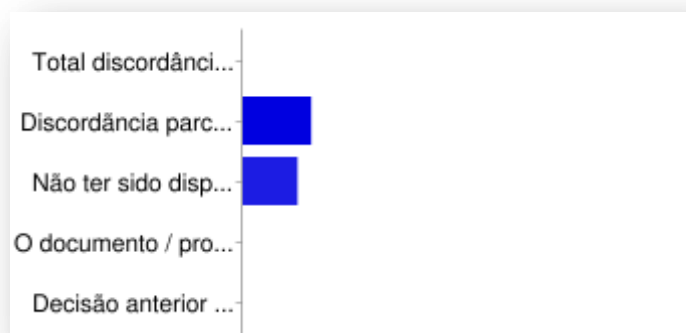 Total discordânci...
Discordância parc...
Não ter sido disp...
O documento / pro...
Decisão anterior ...